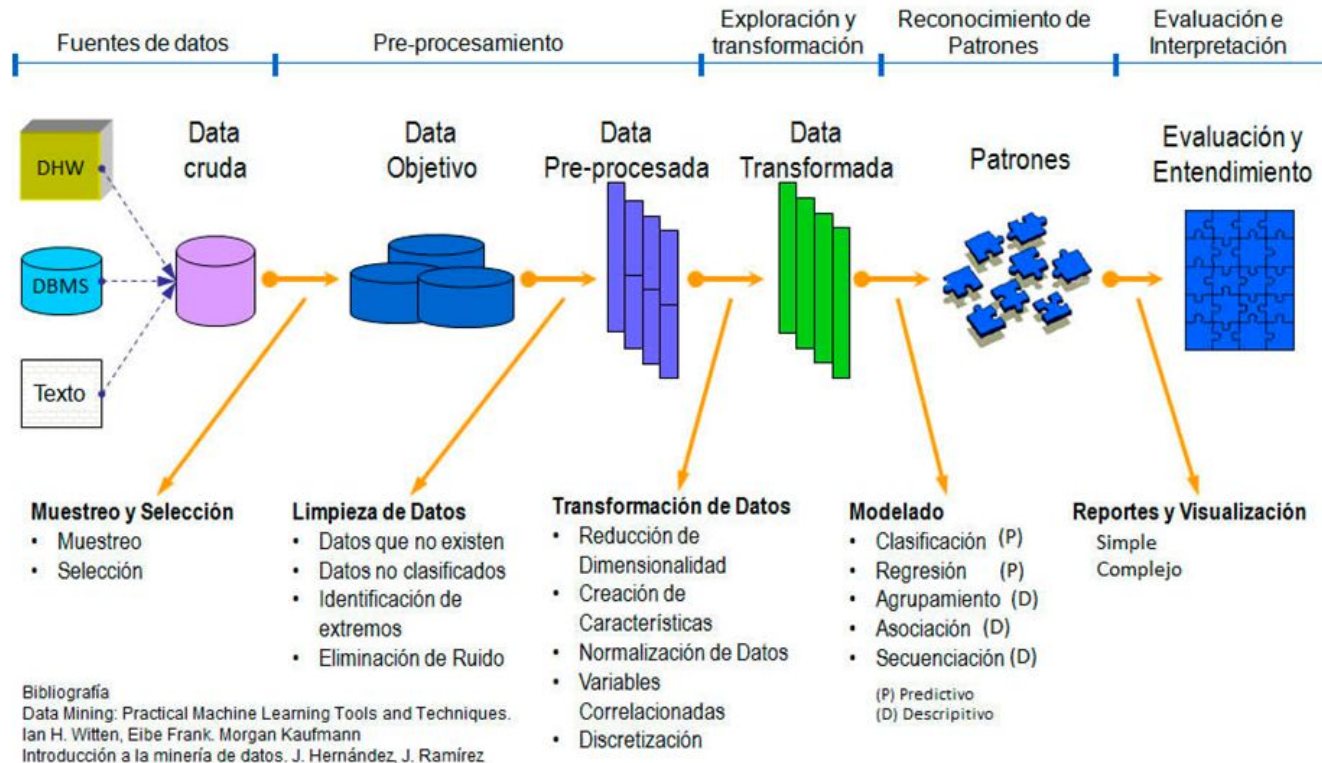 Fuentes de datos
Pre-procesamiento
Exploración y
transformación
Reconocimiento de
Patrones
Evaluación e
Interpretación
DHW
DBMS
Texto
Data
cruda
Data
Objetivo
Data
Pre-procesada
Data
Transformada
Patrones
Evaluación y
Entendimiento
Muestreo y Selección
• Muestreo
• Selección
Limpieza de Datos
• Datos que no existen
• Datos no clasificados
• Identificación de
extremos
• Eliminación de Ruido
Transformación de Datos
• Reducción de
Dimensionalidad
• Creación de
Características
• Normalización de Datos
• Variables
Correlacionadas
• Discretización
Modelado
• Clasificación (P)
• Regresión (P)
• Agrupamiento (D)
• Asociación (D)
• Secuenciación (D)
(P) Predictivo
(D) Descripitivo
Reportes y Visualización
Simple
Complejo
Bibliografía
Data Mining: Practical Machine Learning Tools and Techniques.
Ian H. Witten, Eibe Frank. Morgan Kaufmann
Introducción a la minería de datos. J. Hernández, J. Ramírez